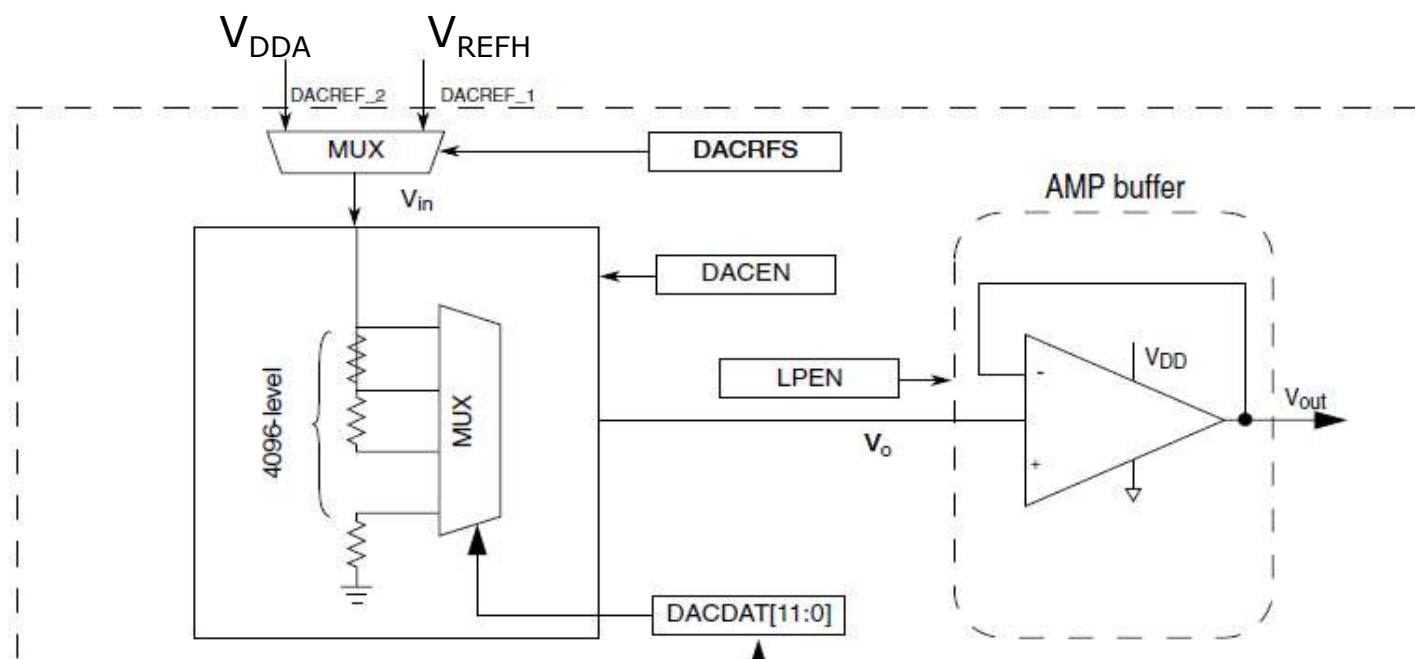 VDDA VREFH
DACREF_2 DACREF_1
MUX
DACRFS
Vin
AMP buffer
DACEN
4096-level
MUX
LPEN
-
VDD
Vout
Vo
+
DACDAT[11:0]